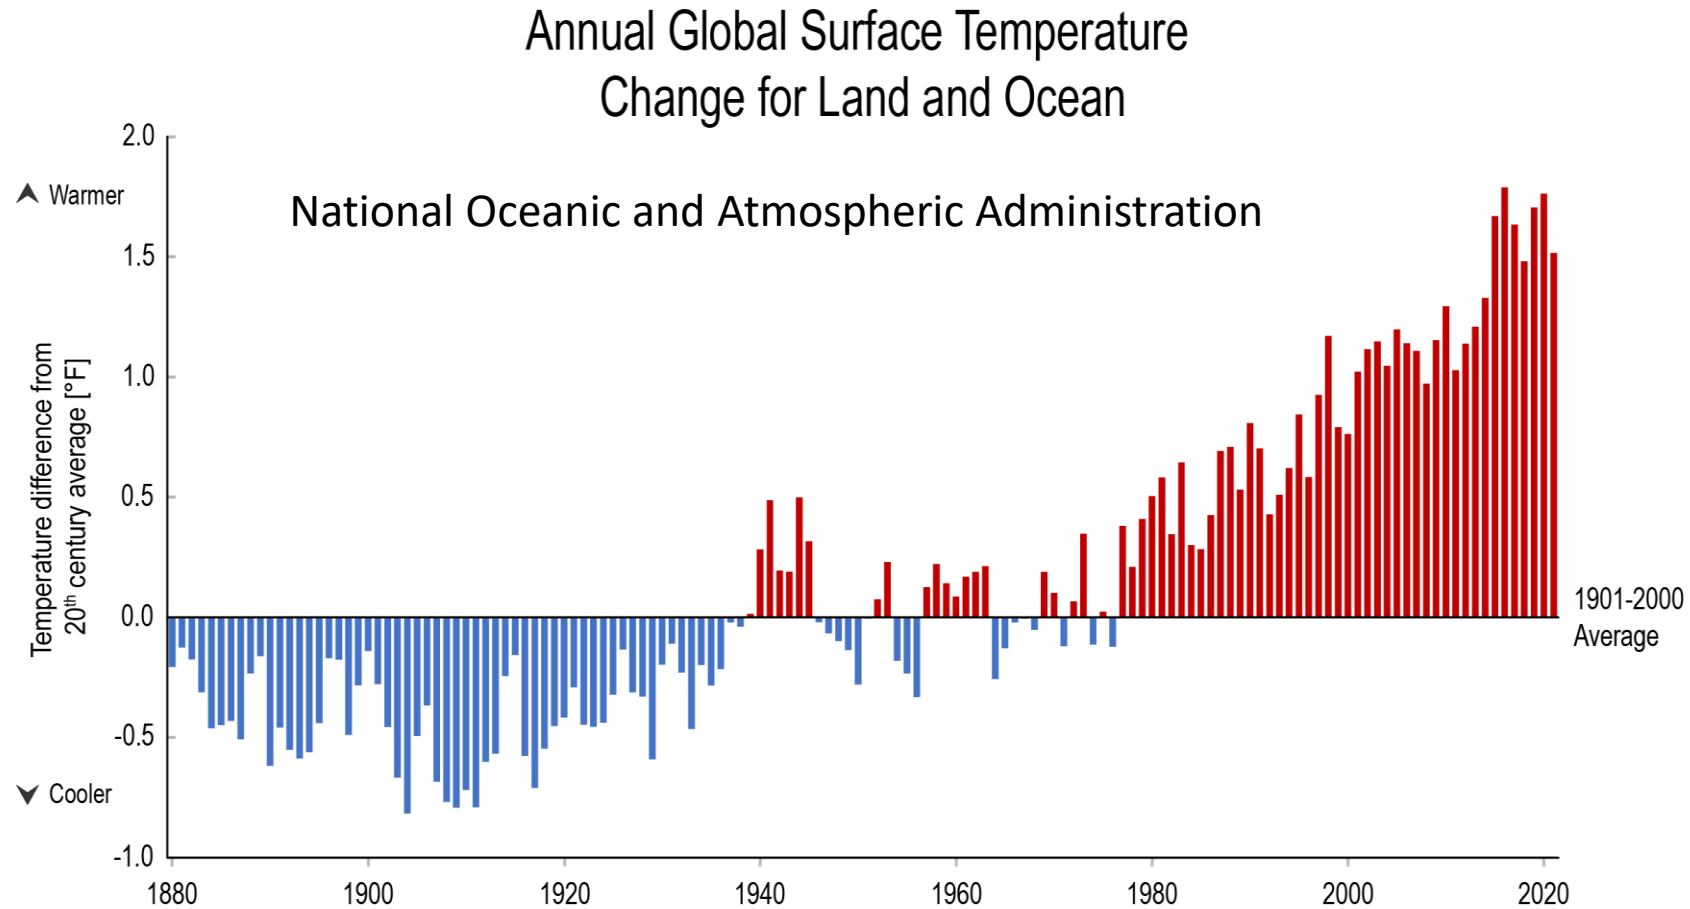 Annual Global Surface Temperature
Change for Land and Ocean
2.0
Warmer
National Oceanic and Atmospheric Administration
1.5
1.0
0.5
0.0
-0.5
-1.0
Cooler
Temperature difference from
20th century average [°F]
1901-2000
Average
1880
1900
1920
1940
1960
1980
2000
2020